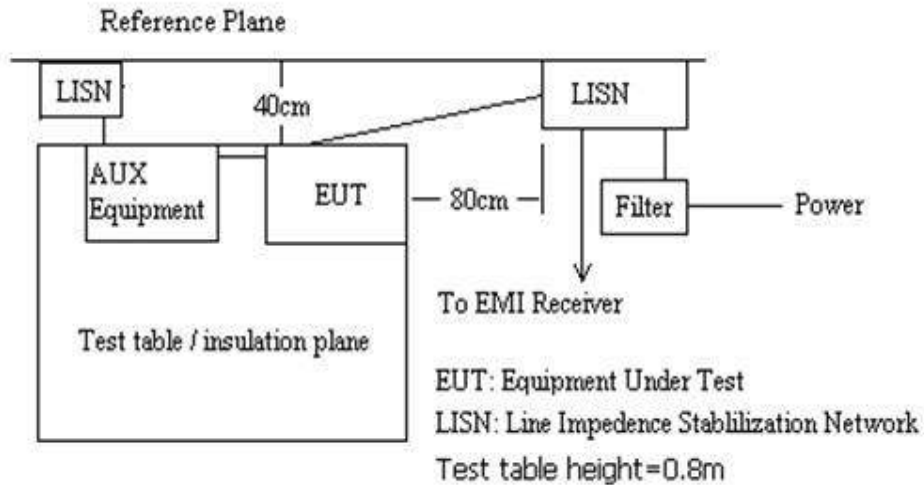 Reference Plane
LISN
40cm
LISN
AUX
Equipment
EUT
80cm
Filter
Power
To EMI Receiver
Test table / insulation plane
EUT: Equipment Under Test
LISN: Line Impedence Stablilization Network
Test table height=0.8m